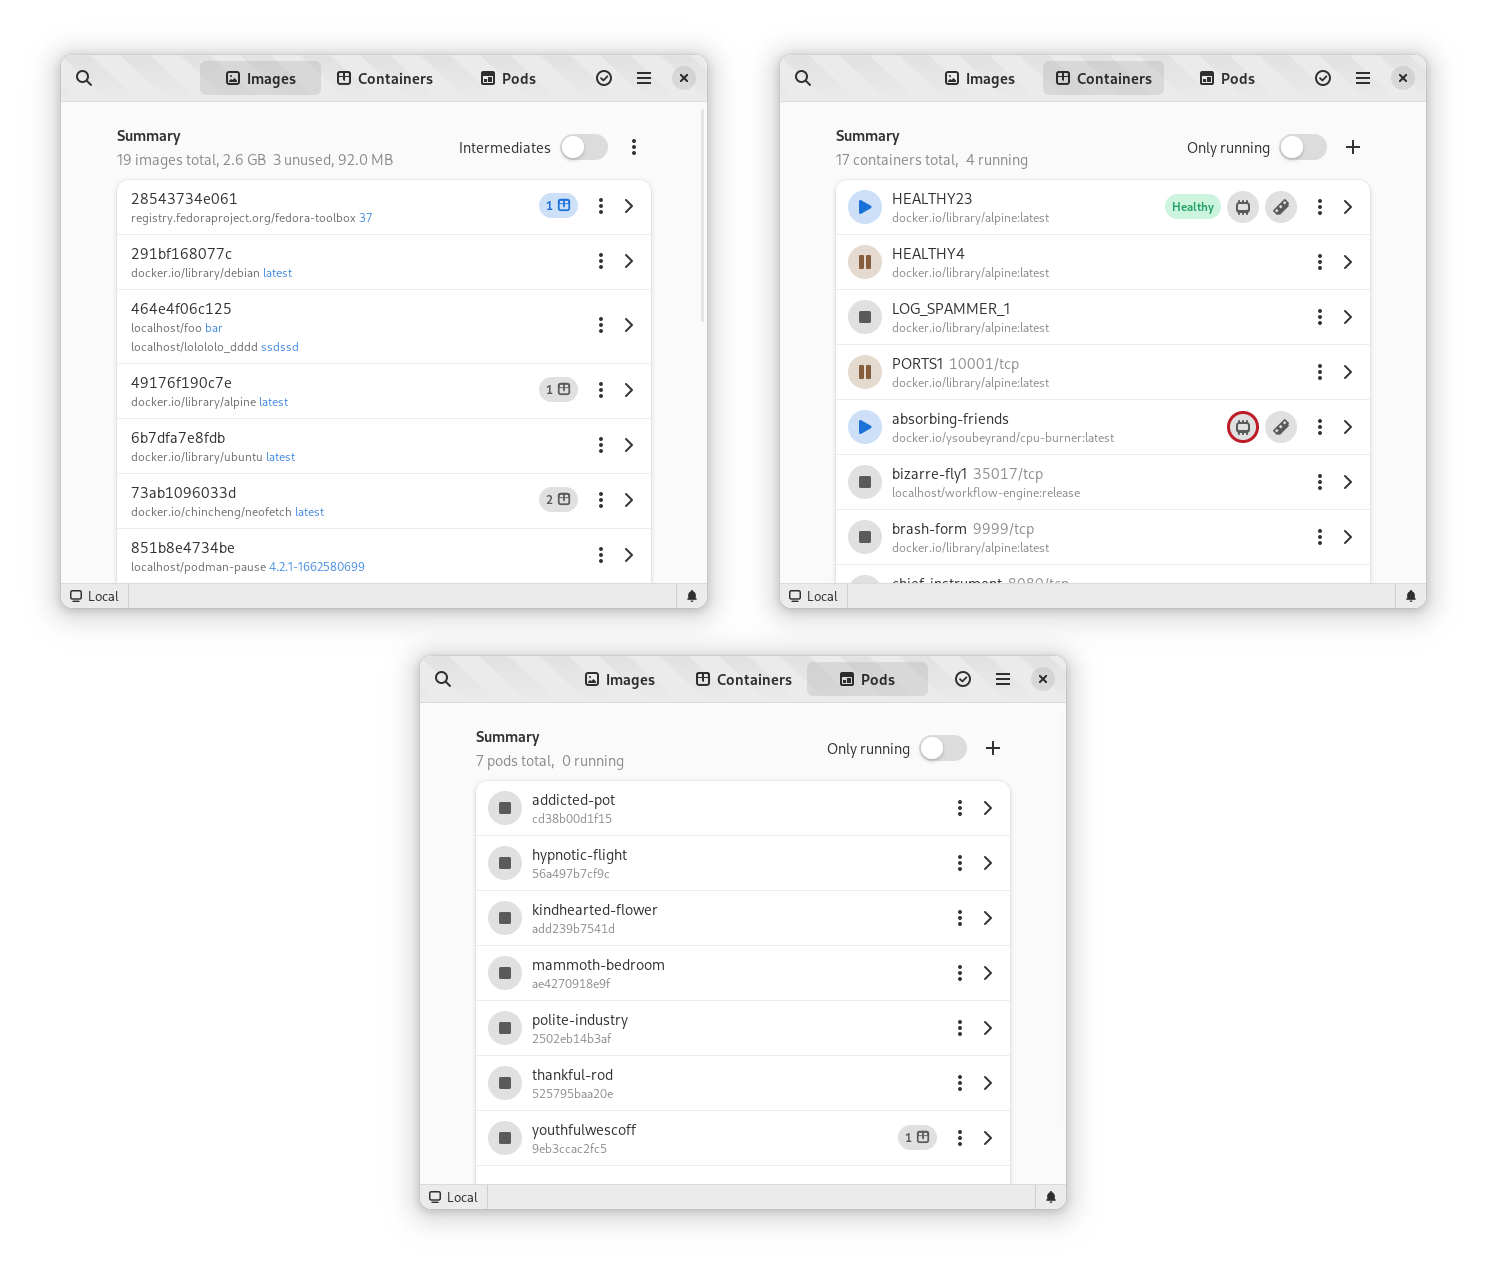 Images Containers Pods
Summary
19 images total, 2.6 GB 3 unused, 92.0 MB
Intermediates
28543734e061
registry.fedoraproject.org/fedora-toolbox 37
1
291bf168077c
docker.io/library/debian latest
464e4f06c125
localhost/foo bar
localhost/lolololo_dddd ssdssd
49176f190c7e
docker.io/library/alpine latest
1
6b7dfa7e8fdb
docker.io/library/ubuntu latest
73ab1096033d
docker.io/chincheng/neofetch latest
2
851b8e4734be
localhost/podman-pause 4.2.1-1662580699
Local
Images Containers Pods
Summary
17 containers total, 4 running
Only running
HEALTHY23
docker.io/library/alpine:latest
Healthy
HEALTHY4
docker.io/library/alpine:latest
LOG_SPAMMER_1
docker.io/library/alpine:latest
PORTS1 10001/tcp
docker.io/library/alpine:latest
absorbing-friends
docker.io/ysoubeyrand/cpu-burner:latest
bizarre-fly1 35017/tcp
localhost/workflow-engine:release
brash-form 9999/tcp
docker.io/library/alpine:latest
chief-instrument 8080/tcp
Local
Images Containers Pods
Summary
7 pods total, 0 running
Only running
addicted-pot
cd38b00d1f15
hypnotic-flight
56a497b7cf9c
kindhearted-flower
add239b7541d
mammoth-bedroom
ae4270918e9f
polite-industry
2502eb14b3af
thankful-rod
525795baa20e
youthfulwescoff
9eb3ccac2fc5
1
Local